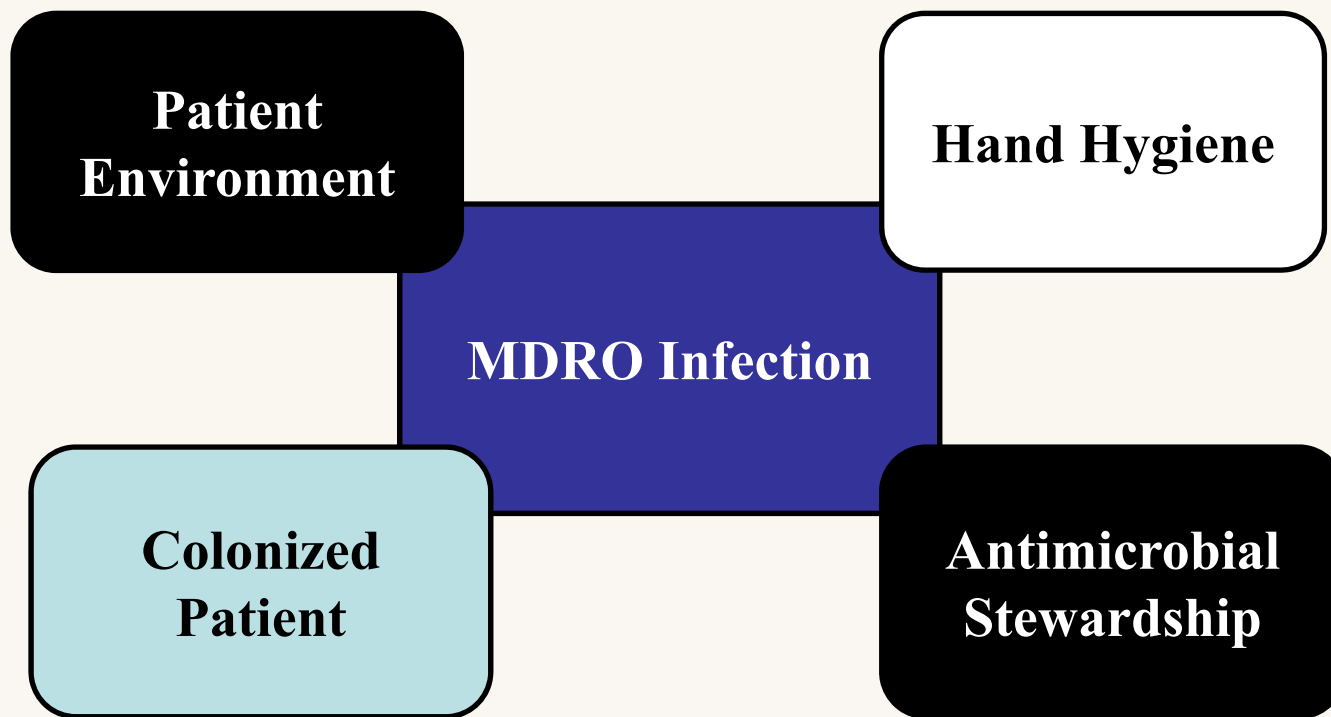 Patient
Environment
Hand Hygiene
MDRO Infection
Colonized
Patient
Antimicrobial
Stewardship